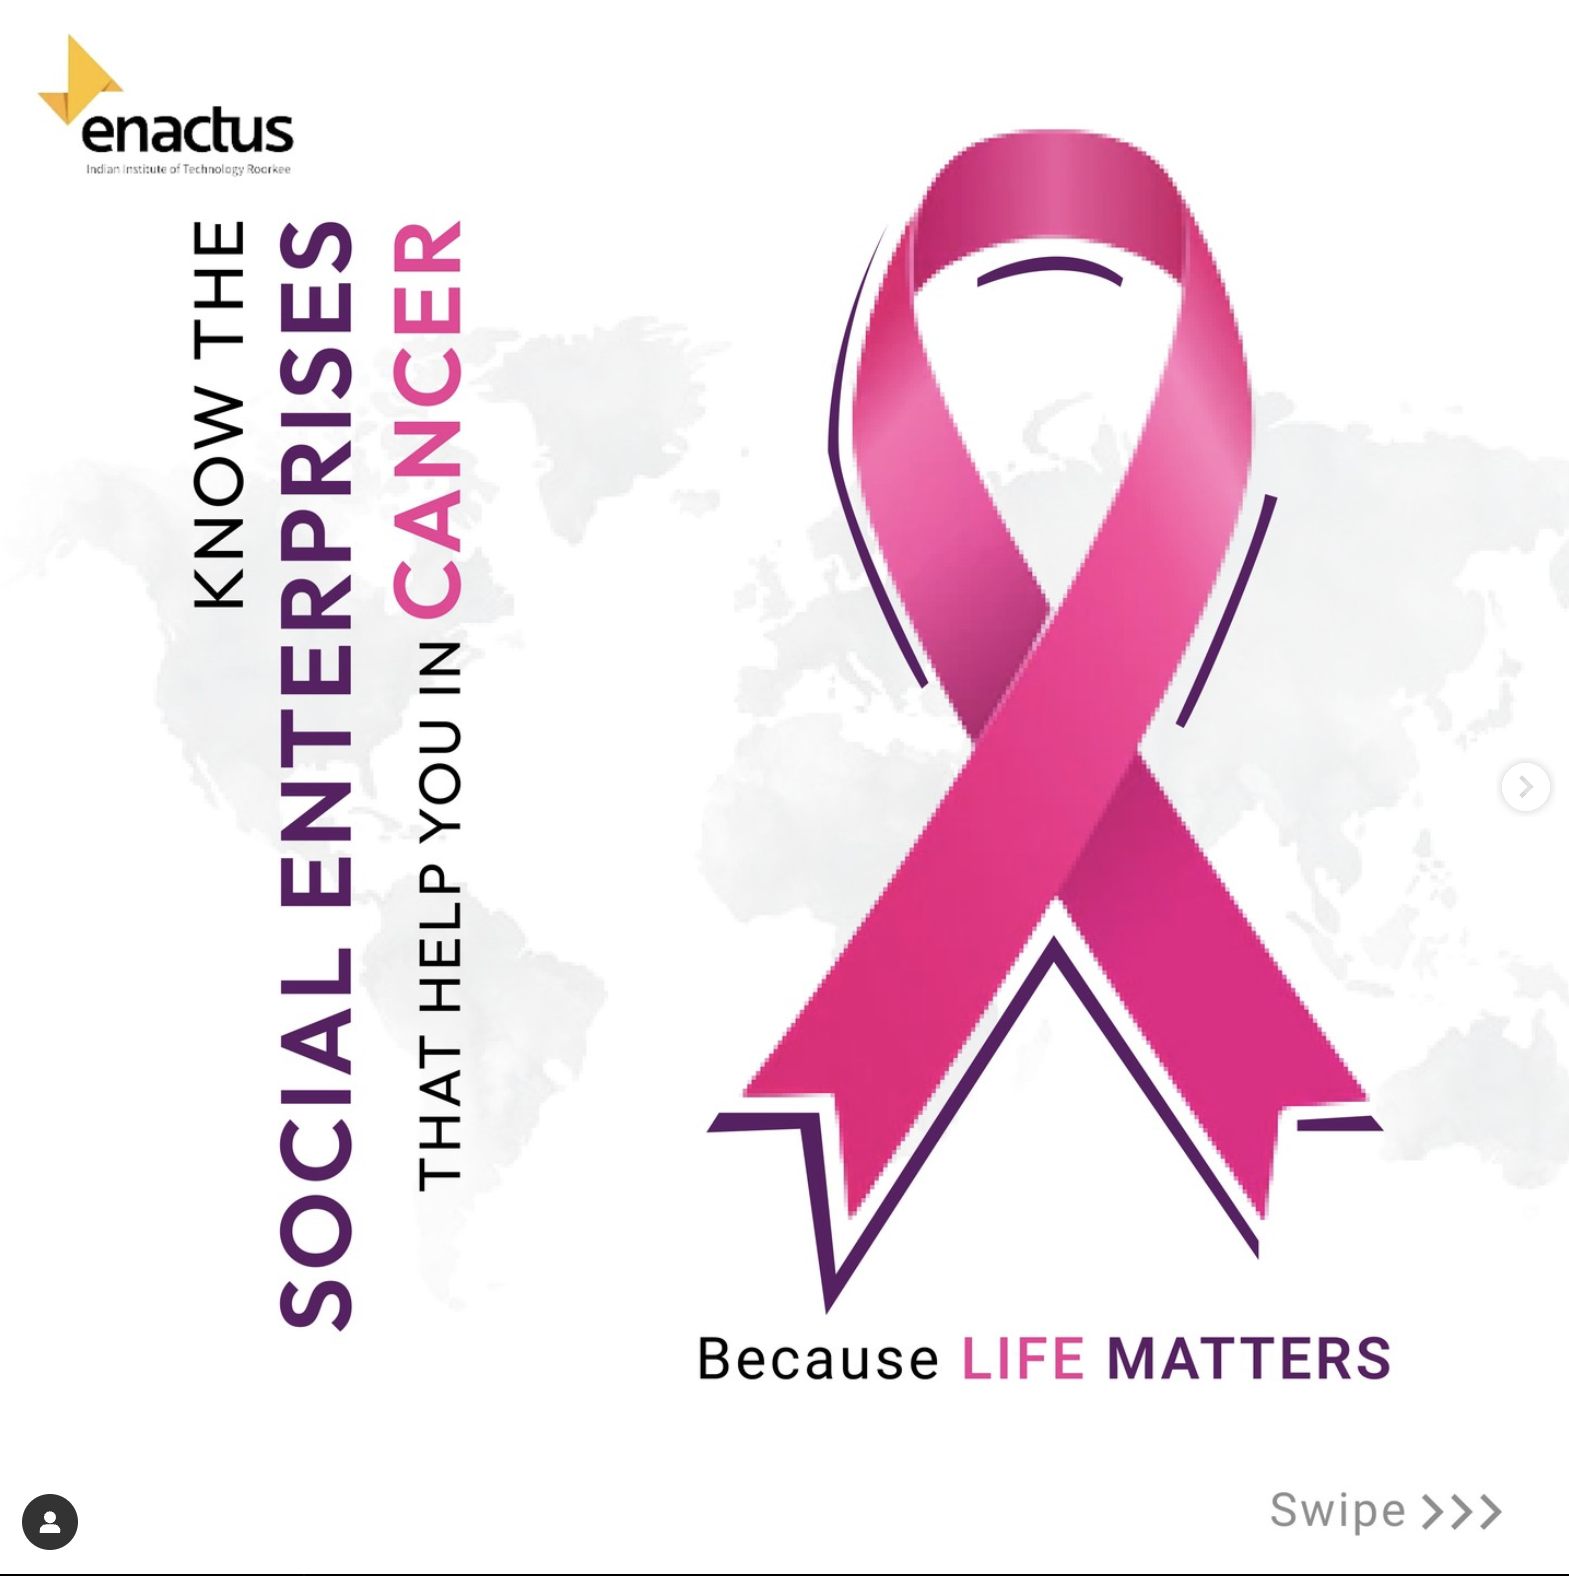 enactus
Indian Institute of Technology Roorkee
KNOW THE
SOCIAL ENTERPRISES
THAT HELP YOU IN CANCER
Because LIFE MATTERS
Swipe